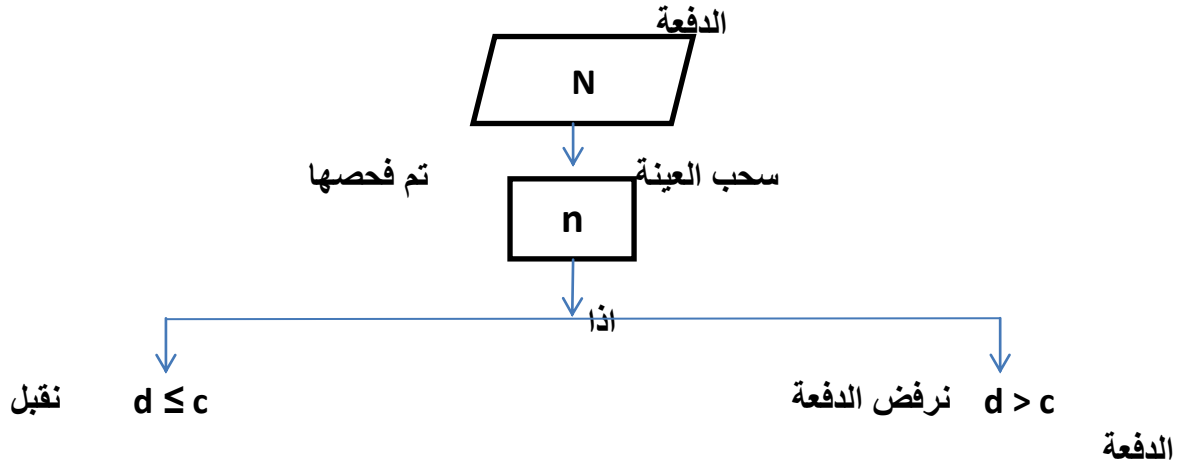 الدفعة
N
سحب العينة تم فحصها
n
اذا
d > c نرفض الدفعة d ≤ c نقبل
الدفعة